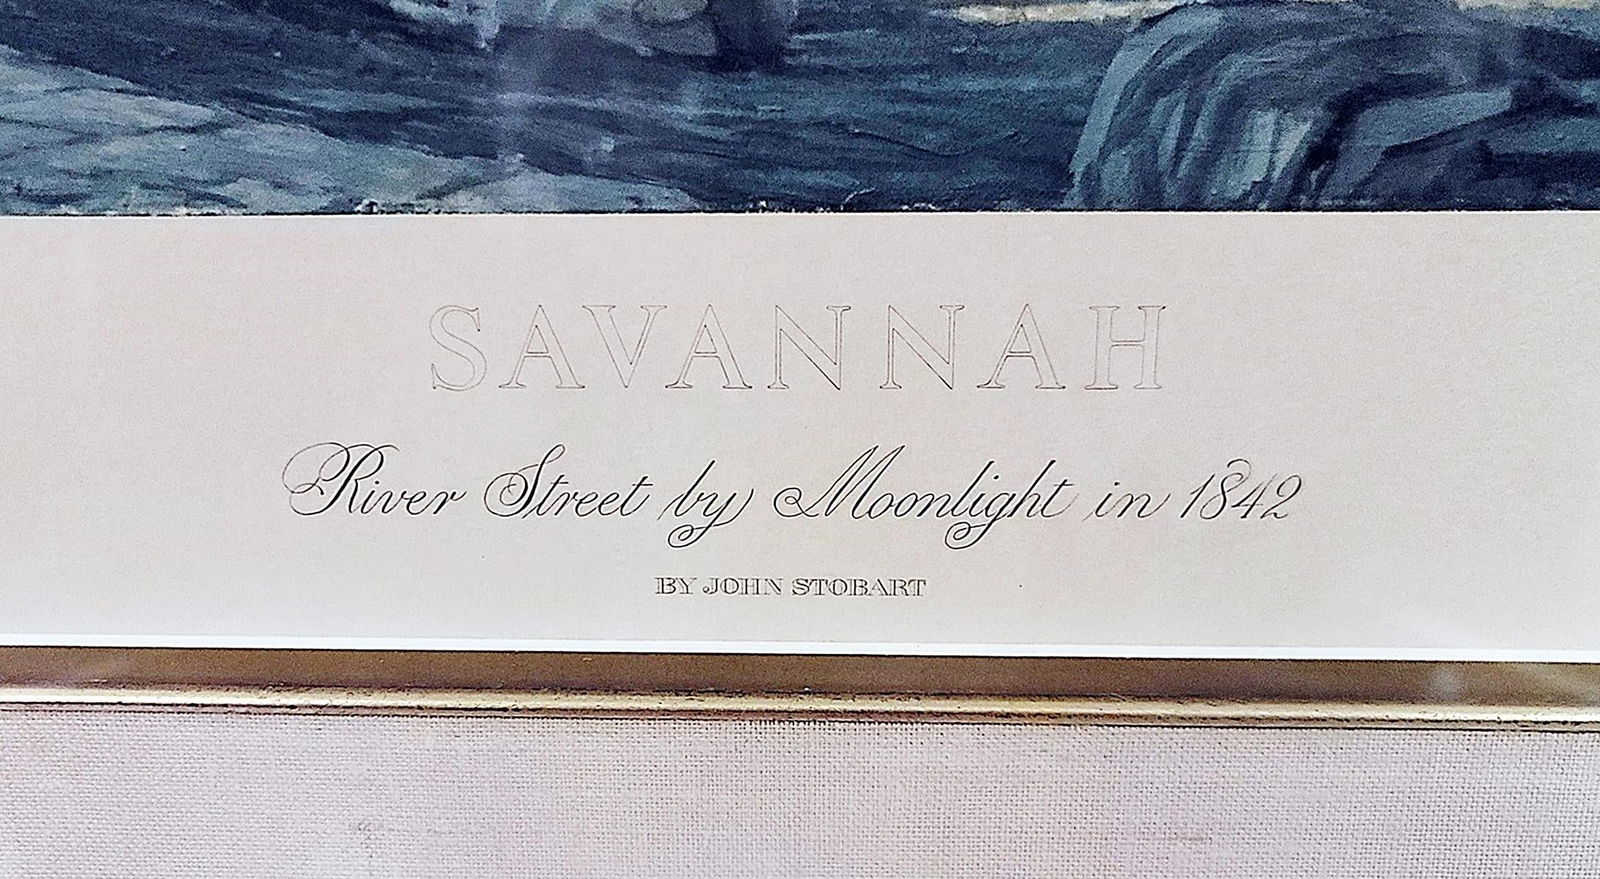 SAVANNAH
River Street by Moonlight in 1842
BY JOHN STOBART